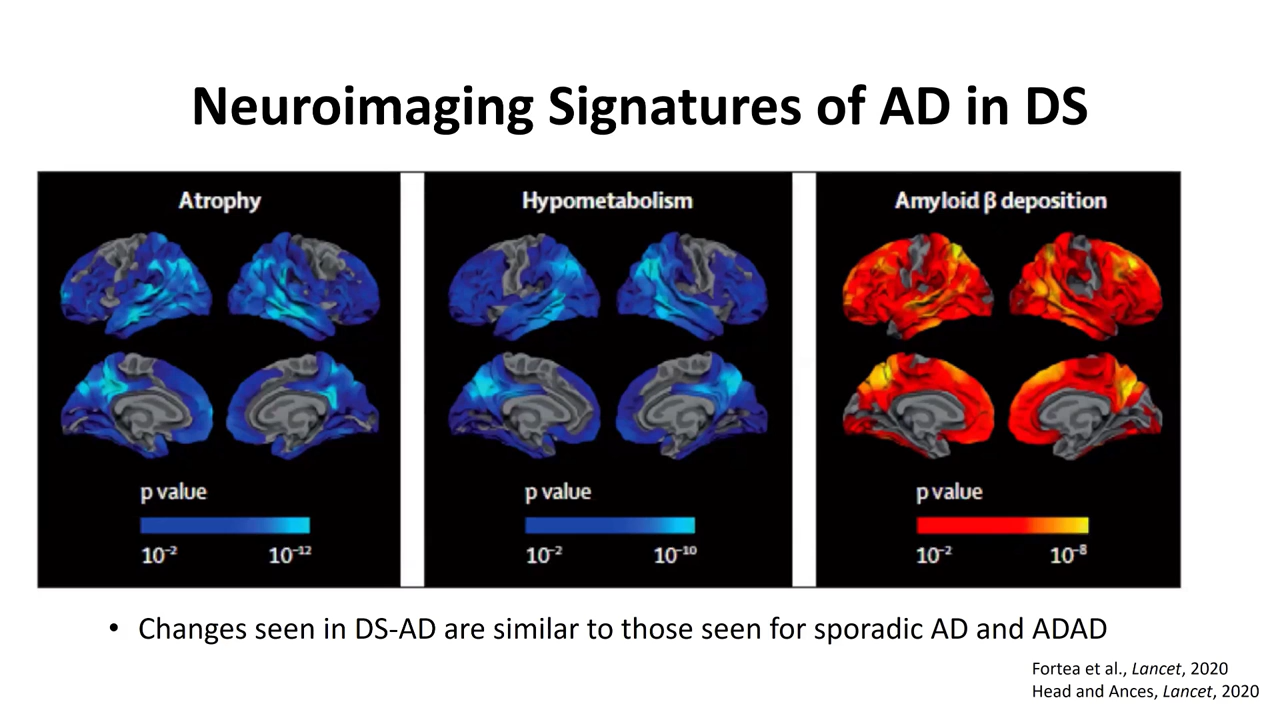 Neuroimaging Signatures of AD in DS
Atrophy
p value
10⁻² 10⁻¹²
Hypometabolism
p value
10⁻² 10⁻¹⁰
Amyloid β deposition
p value
10⁻² 10⁻⁸
• Changes seen in DS-AD are similar to those seen for sporadic AD and ADAD
Fortea et al., Lancet, 2020
Head and Ances, Lancet, 2020